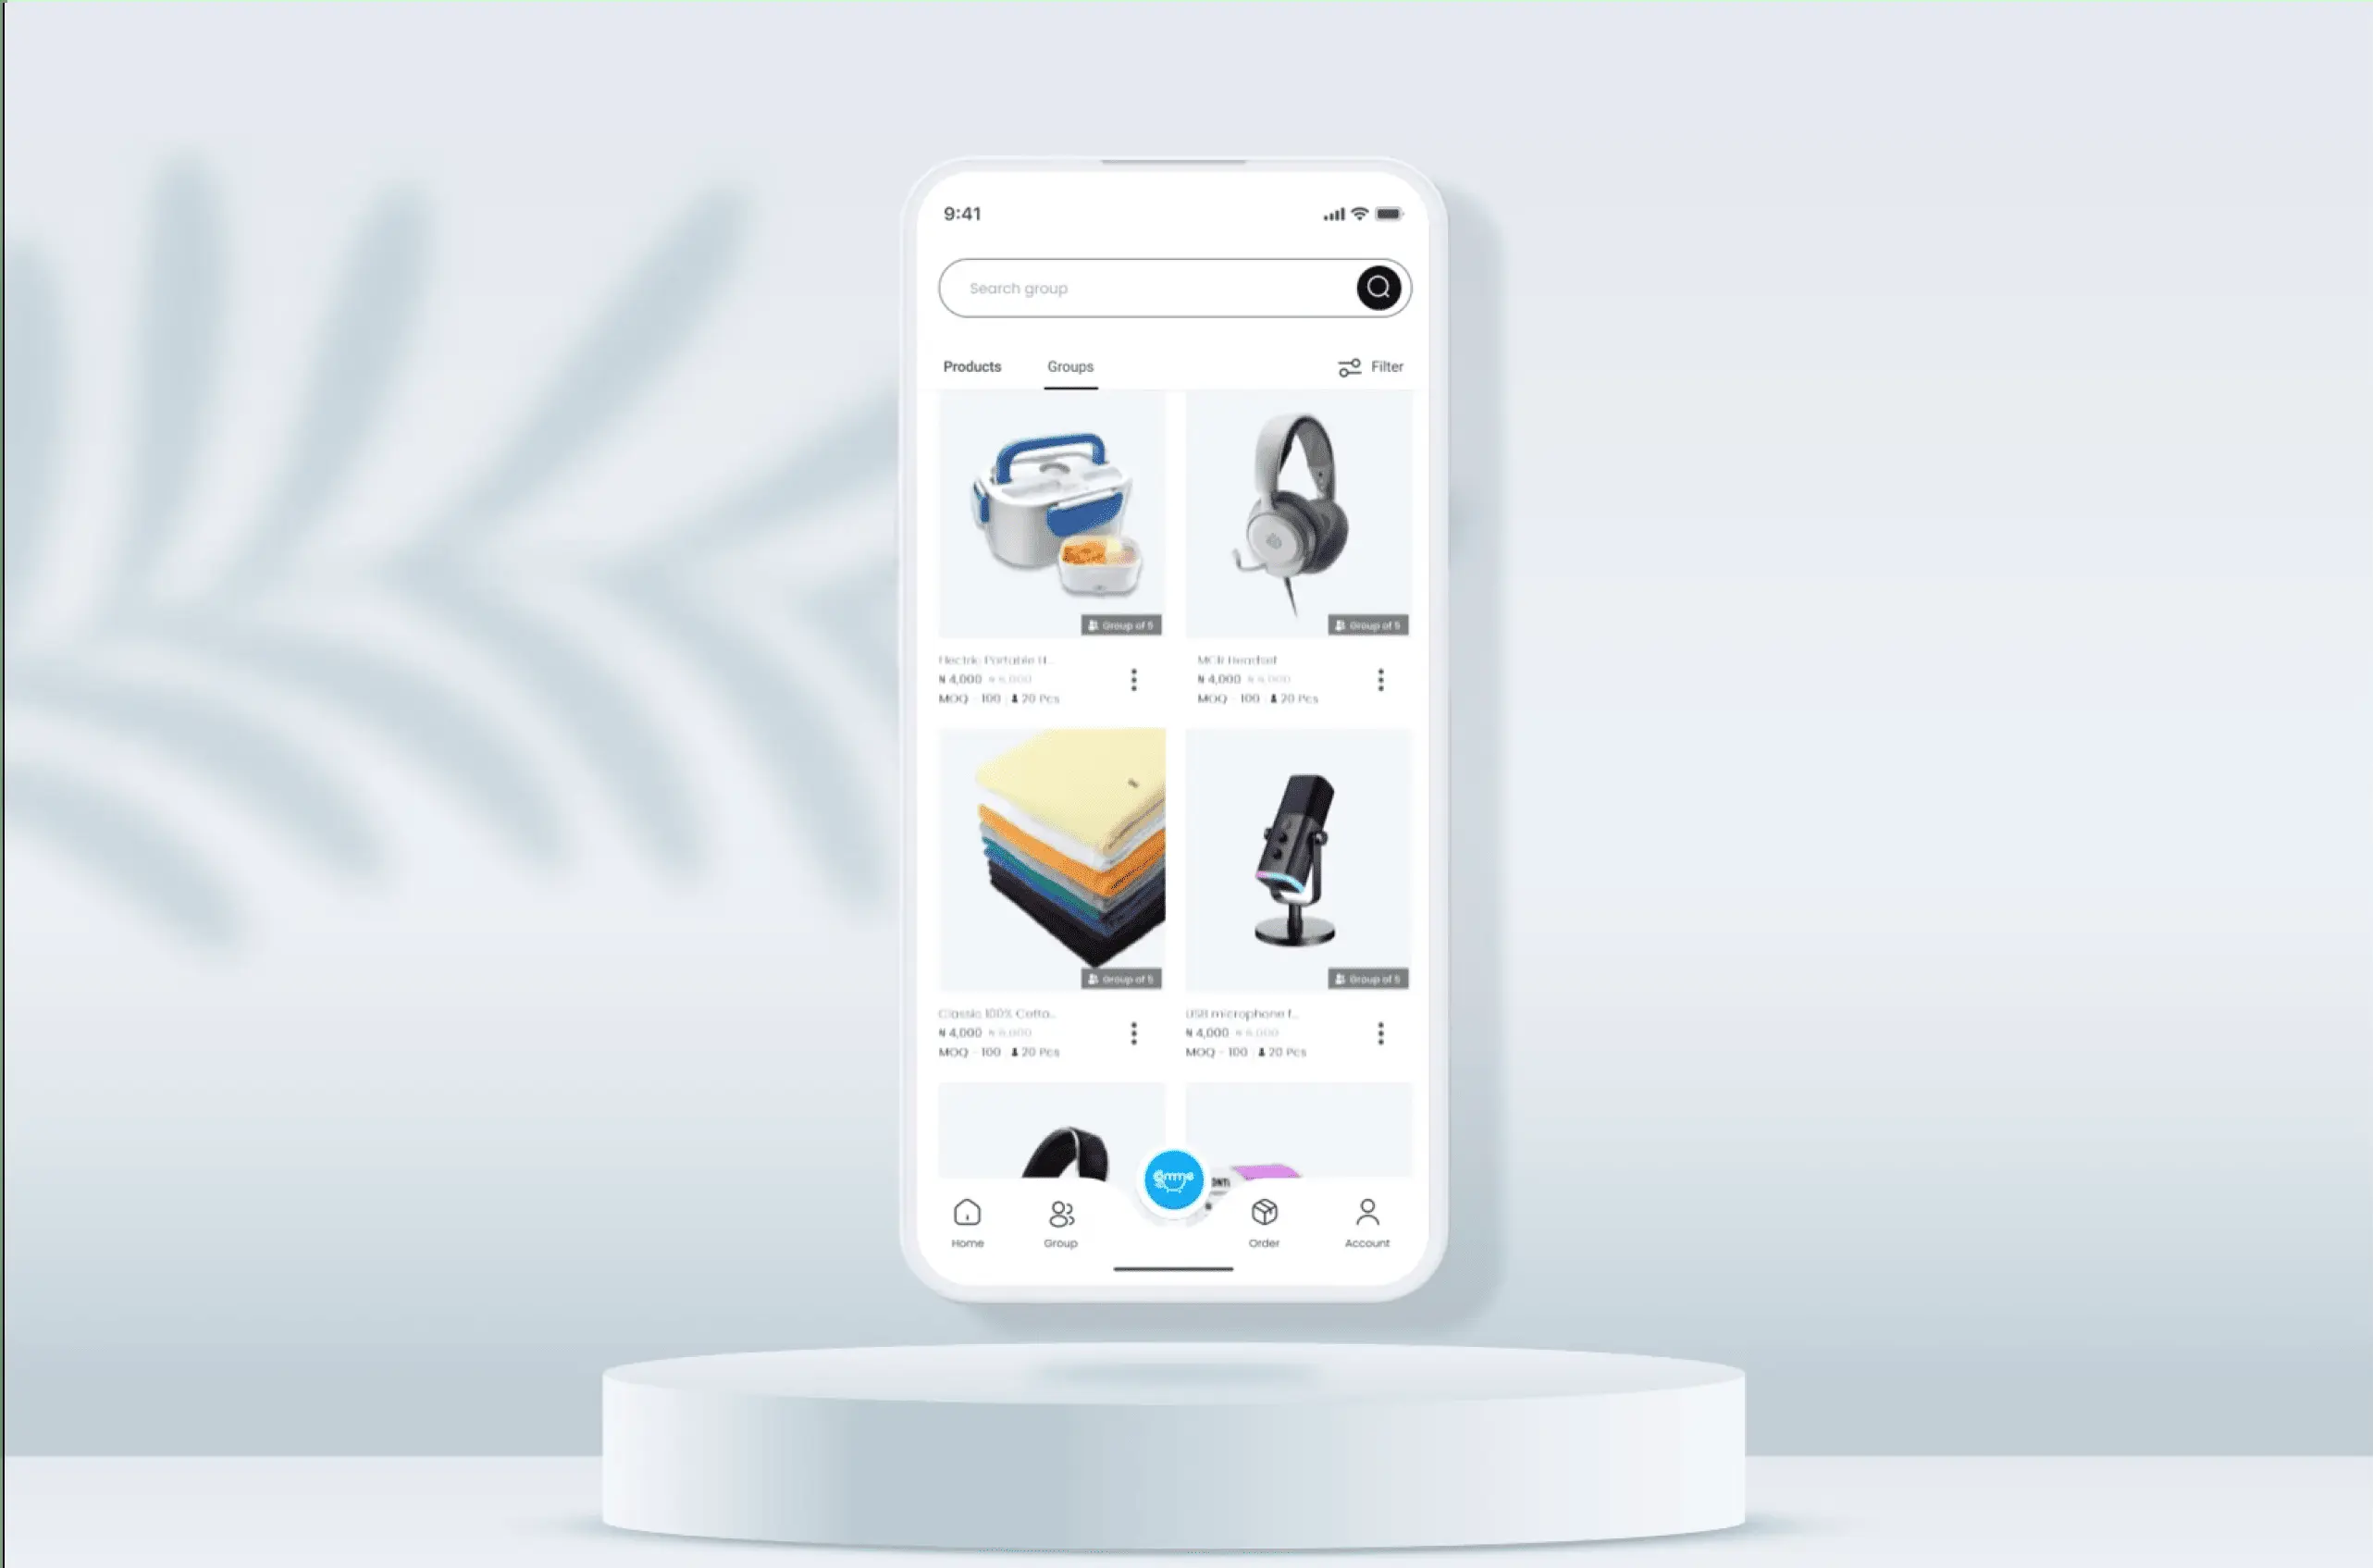 9:41
Search group
Products Groups Filter
Group of 5 Group of 5
Electric Portable H... MCB Headset
₦ 4,000 ₦ 6,000 ₦ 4,000 ₦ 6,000
MOQ - 100 20 Pcs MOQ - 100 20 Pcs
Group of 5 Group of 5
Classic 100% Cotto... USB microphone f...
₦ 4,000 ₦ 6,000 ₦ 4,000 ₦ 6,000
MOQ - 100 20 Pcs MOQ - 100 20 Pcs
Home Group Order Account